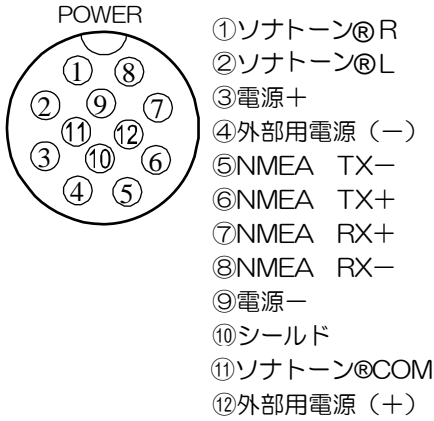 POWER
① ⑧
② ⑨ ⑦
⑪ ⑫
③ ⑩ ⑥
④ ⑤
①ソナトーン®R
②ソナトーン®L
③電源+
④外部用電源(−)
⑤NMEA TX−
⑥NMEA TX+
⑦NMEA RX+
⑧NMEA RX−
⑨電源−
⑩シールド
⑪ソナトーン®COM
⑫外部用電源(+)